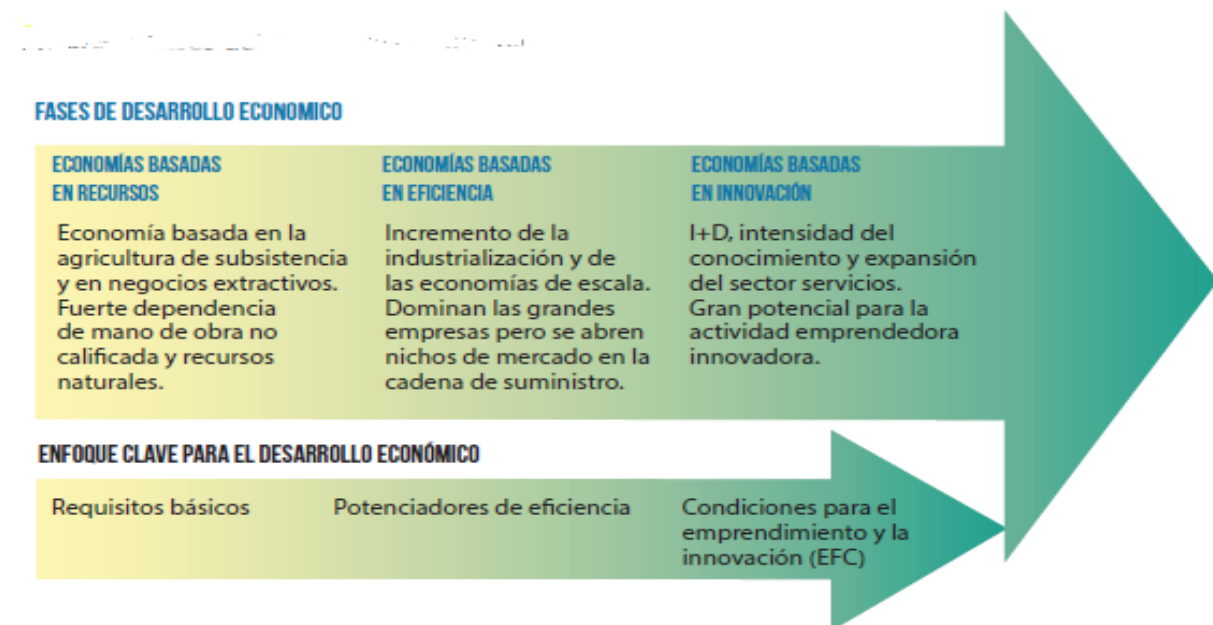 FASES DE DESARROLLO ECONOMICO
ECONOMÍAS BASADAS
EN RECURSOS
Economía basada en la
agricultura de subsistencia
y en negocios extractivos.
Fuerte dependencia
de mano de obra no
calificada y recursos
naturales.
ECONOMÍAS BASADAS
EN EFICIENCIA
Incremento de la
industrialización y de
las economías de escala.
Dominan las grandes
empresas pero se abren
nichos de mercado en la
cadena de suministro.
ECONOMÍAS BASADAS
EN INNOVACIÓN
I+D, intensidad del
conocimiento y expansión
del sector servicios.
Gran potencial para la
actividad emprendedora
innovadora.
ENFOQUE CLAVE PARA EL DESARROLLO ECONÓMICO
Requisitos básicos
Potenciadores de eficiencia
Condiciones para el
emprendimiento y la
innovación (EFC)